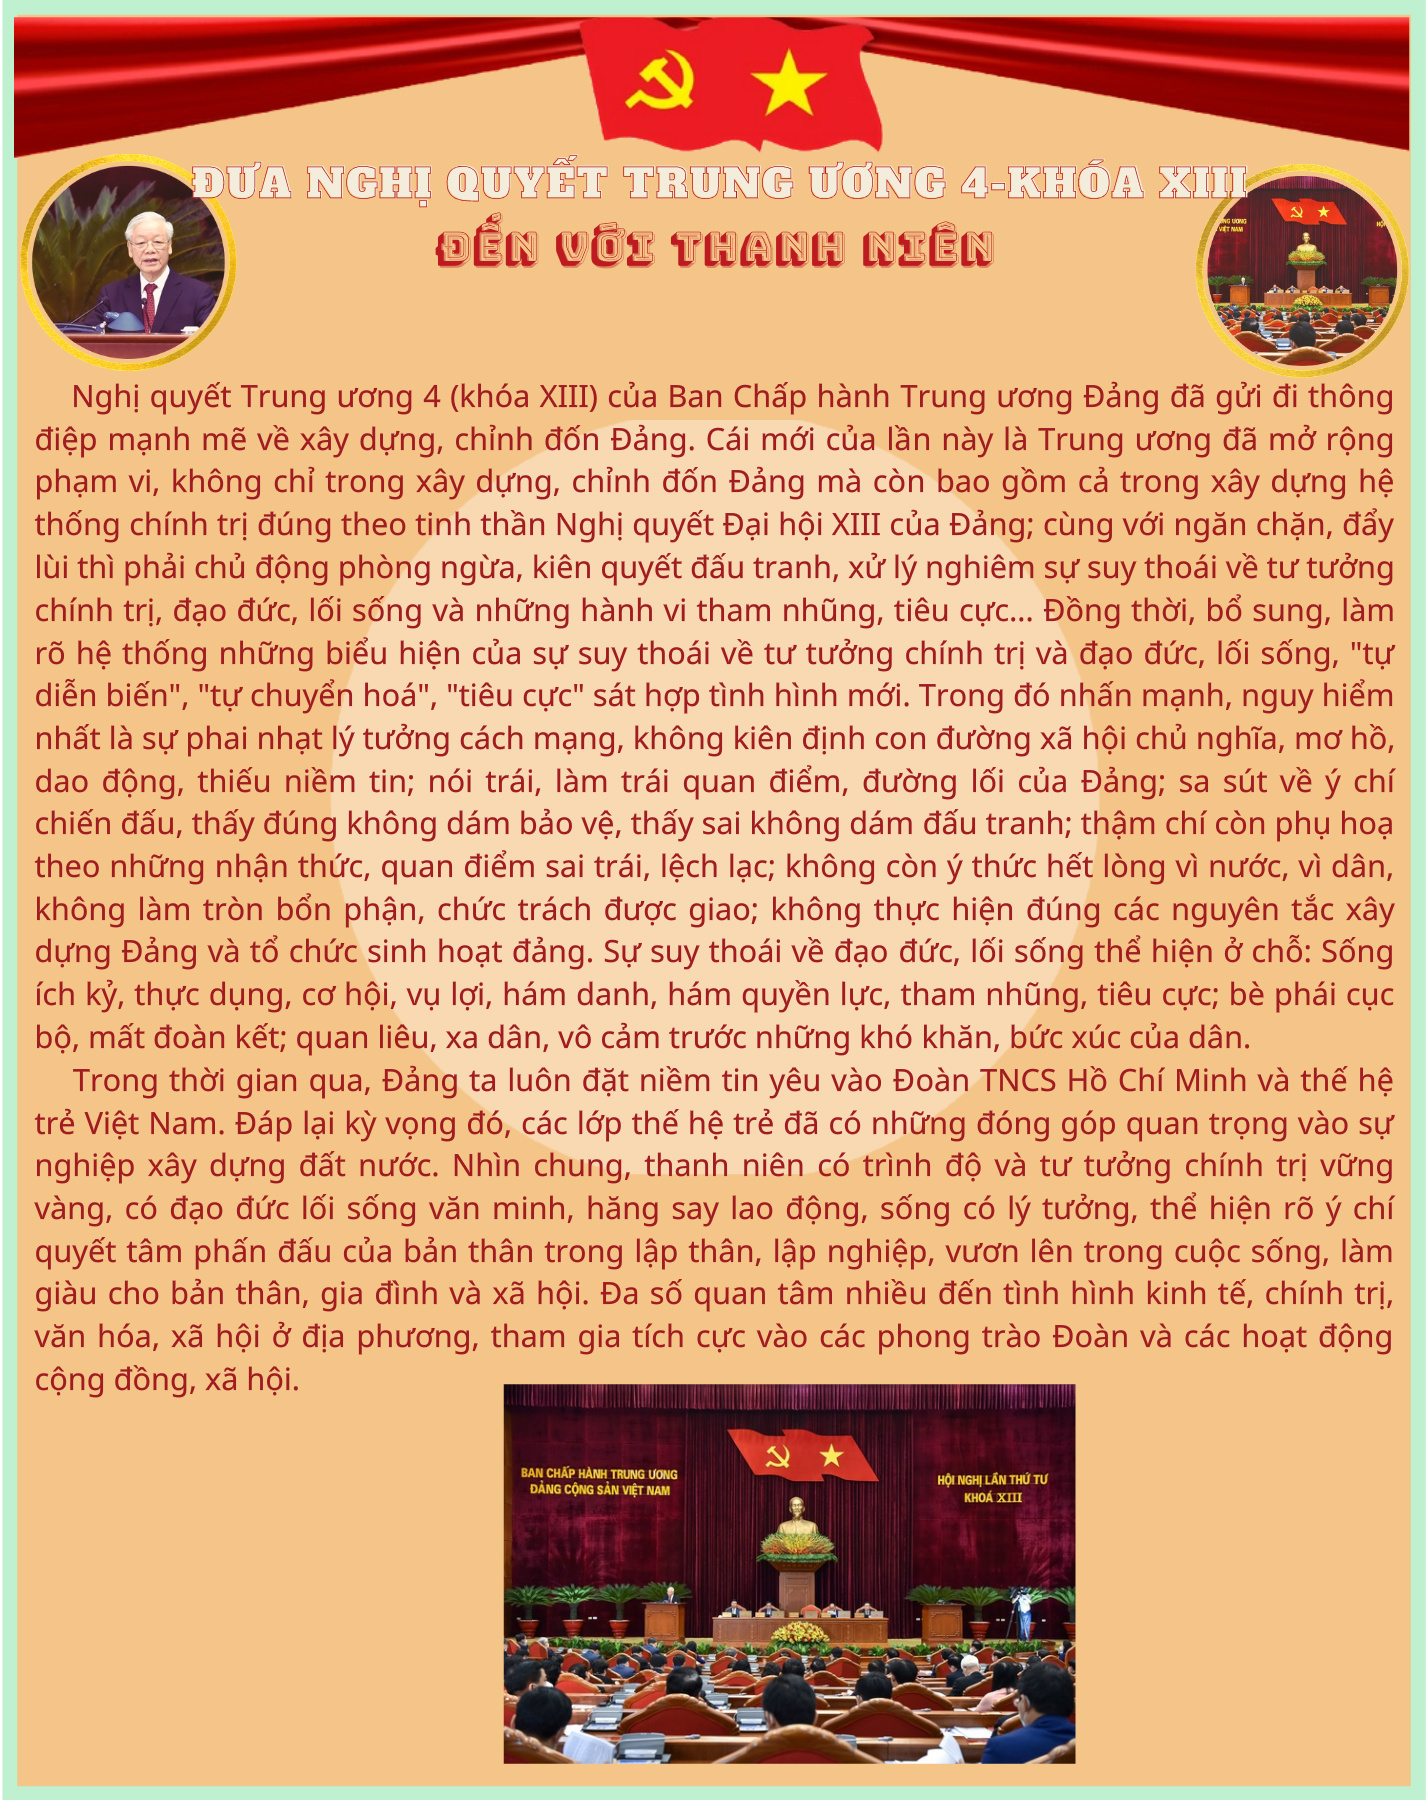 ĐƯA NGHỊ QUYẾT TRUNG ƯƠNG 4-KHÓA XIII
ĐẾN VỚI THANH NIÊN
Nghị quyết Trung ương 4 (khóa XIII) của Ban Chấp hành Trung ương Đảng đã gửi đi thông
điệp mạnh mẽ về xây dựng, chỉnh đốn Đảng. Cái mới của lần này là Trung ương đã mở rộng
phạm vi, không chỉ trong xây dựng, chỉnh đốn Đảng mà còn bao gồm cả trong xây dựng hệ
thống chính trị đúng theo tinh thần Nghị quyết Đại hội XIII của Đảng; cùng với ngăn chặn, đẩy
lùi thì phải chủ động phòng ngừa, kiên quyết đấu tranh, xử lý nghiêm sự suy thoái về tư tưởng
chính trị, đạo đức, lối sống và những hành vi tham nhũng, tiêu cực... Đồng thời, bổ sung, làm
rõ hệ thống những biểu hiện của sự suy thoái về tư tưởng chính trị và đạo đức, lối sống, "tự
diễn biến", "tự chuyển hoá", "tiêu cực" sát hợp tình hình mới. Trong đó nhấn mạnh, nguy hiểm
nhất là sự phai nhạt lý tưởng cách mạng, không kiên định con đường xã hội chủ nghĩa, mơ hồ,
dao động, thiếu niềm tin; nói trái, làm trái quan điểm, đường lối của Đảng; sa sút về ý chí
chiến đấu, thấy đúng không dám bảo vệ, thấy sai không dám đấu tranh; thậm chí còn phụ hoạ
theo những nhận thức, quan điểm sai trái, lệch lạc; không còn ý thức hết lòng vì nước, vì dân,
không làm tròn bổn phận, chức trách được giao; không thực hiện đúng các nguyên tắc xây
dựng Đảng và tổ chức sinh hoạt đảng. Sự suy thoái về đạo đức, lối sống thể hiện ở chỗ: Sống
ích kỷ, thực dụng, cơ hội, vụ lợi, hám danh, hám quyền lực, tham nhũng, tiêu cực; bè phái cục
bộ, mất đoàn kết; quan liêu, xa dân, vô cảm trước những khó khăn, bức xúc của dân.
Trong thời gian qua, Đảng ta luôn đặt niềm tin yêu vào Đoàn TNCS Hồ Chí Minh và thế hệ
trẻ Việt Nam. Đáp lại kỳ vọng đó, các lớp thế hệ trẻ đã có những đóng góp quan trọng vào sự
nghiệp xây dựng đất nước. Nhìn chung, thanh niên có trình độ và tư tưởng chính trị vững
vàng, có đạo đức lối sống văn minh, hăng say lao động, sống có lý tưởng, thể hiện rõ ý chí
quyết tâm phấn đấu của bản thân trong lập thân, lập nghiệp, vươn lên trong cuộc sống, làm
giàu cho bản thân, gia đình và xã hội. Đa số quan tâm nhiều đến tình hình kinh tế, chính trị,
văn hóa, xã hội ở địa phương, tham gia tích cực vào các phong trào Đoàn và các hoạt động
cộng đồng, xã hội.
BAN CHẤP HÀNH TRUNG ƯƠNG
ĐẢNG CỘNG SẢN VIỆT NAM
HỘI NGHỊ LẦN THỨ TƯ
KHOÁ XIII